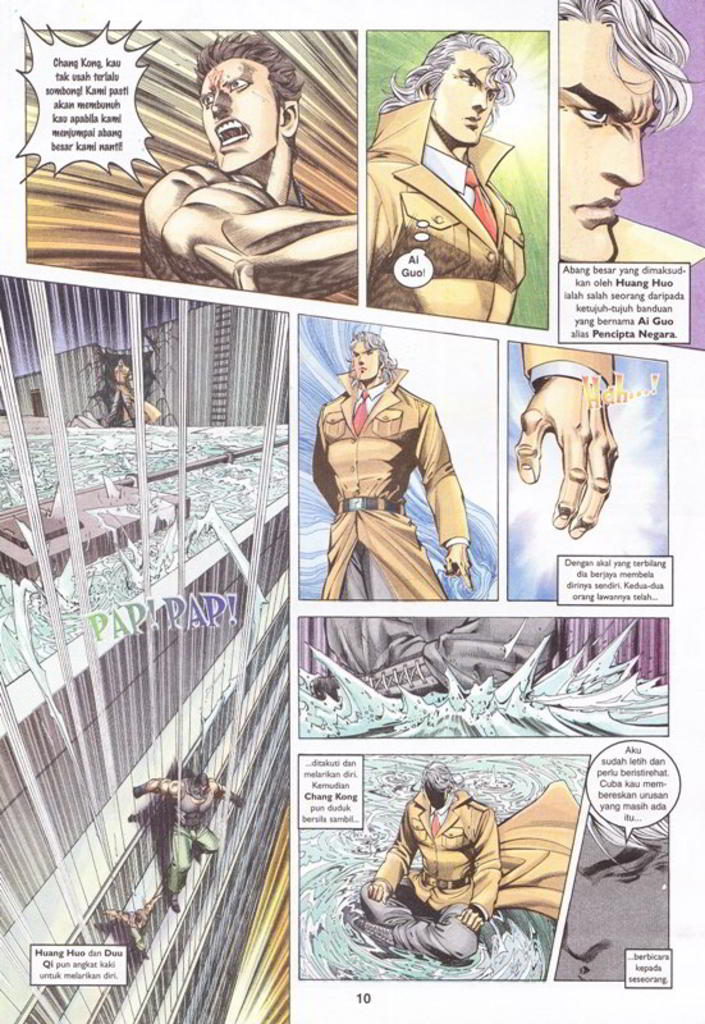 Chang Kong, kau
tak usah terlalu
sombong! Kami pasti
akan membunuh
kau apabila kami
menjumpai abang
besar kami nanti!!
Ai
Guo!
Abang besar yang dimaksud-
kan oleh Huang Huo
ialah salah seorang daripada
ketujuh-tujuh banduan
yang bernama Ai Guo
alias Pencipta Negara.
PAP! PAP!
Huang Huo dan Duu
Qi pun angkat kaki
untuk melarikan diri.
Huh...!
Dengan akal yang terbilang
dia berjaya membela
dirinya sendiri. Kedua-dua
orang lawannya telah...
...ditakuti dan
melarikan diri.
Kemudian
Chang Kong
pun duduk
bersila sambil...
Aku
sudah letih dan
perlu beristirehat.
Cuba kau mem-
bereskan urusan
yang masih ada
itu...
...berbicara
kepada
seseorang.
10